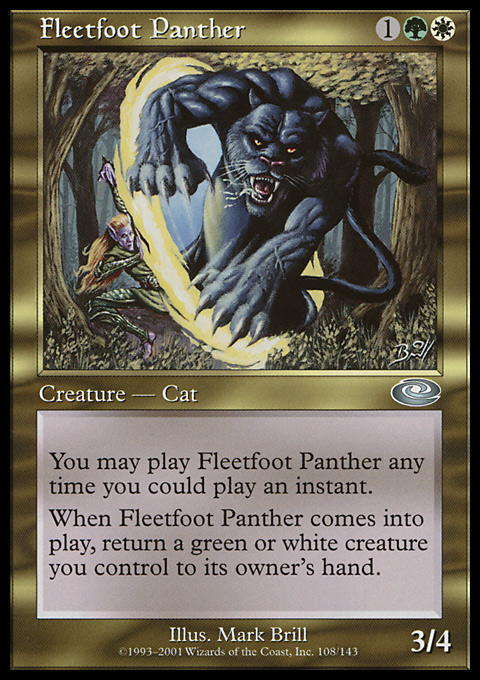 Fleetfoot Panther 1
Brill
Creature — Cat
You may play Fleetfoot Panther any
time you could play an instant.
When Fleetfoot Panther comes into
play, return a green or white creature
you control to its owner's hand.
Illus. Mark Brill
3/4
©1993–2001 Wizards of the Coast, Inc. 108/143